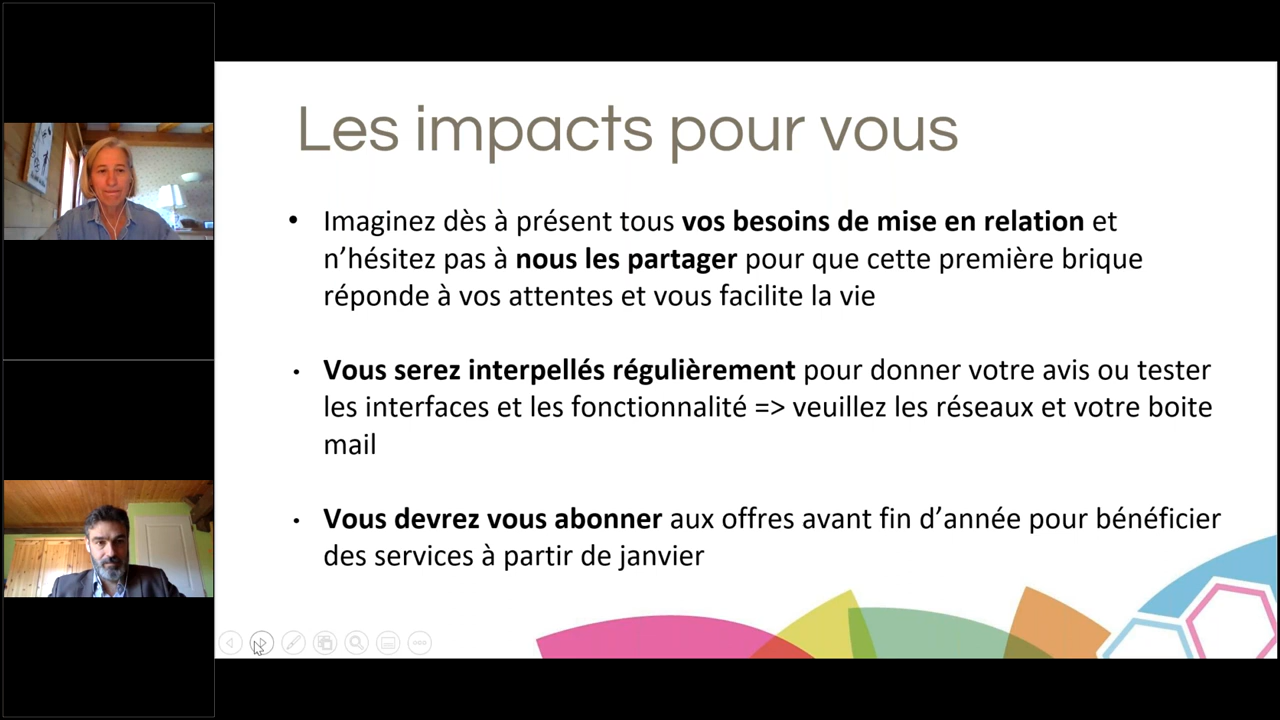 Les impacts pour vous
• Imaginez dès à présent tous vos besoins de mise en relation et
n’hésitez pas à nous les partager pour que cette première brique
réponde à vos attentes et vous facilite la vie
• Vous serez interpellés régulièrement pour donner votre avis ou tester
les interfaces et les fonctionnalité => veuillez les réseaux et votre boite
mail
• Vous devrez vous abonner aux offres avant fin d’année pour bénéficier
des services à partir de janvier